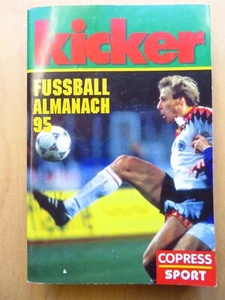 kicker
FUSSBALL
ALMANACH
95
COPRESS
SPORT